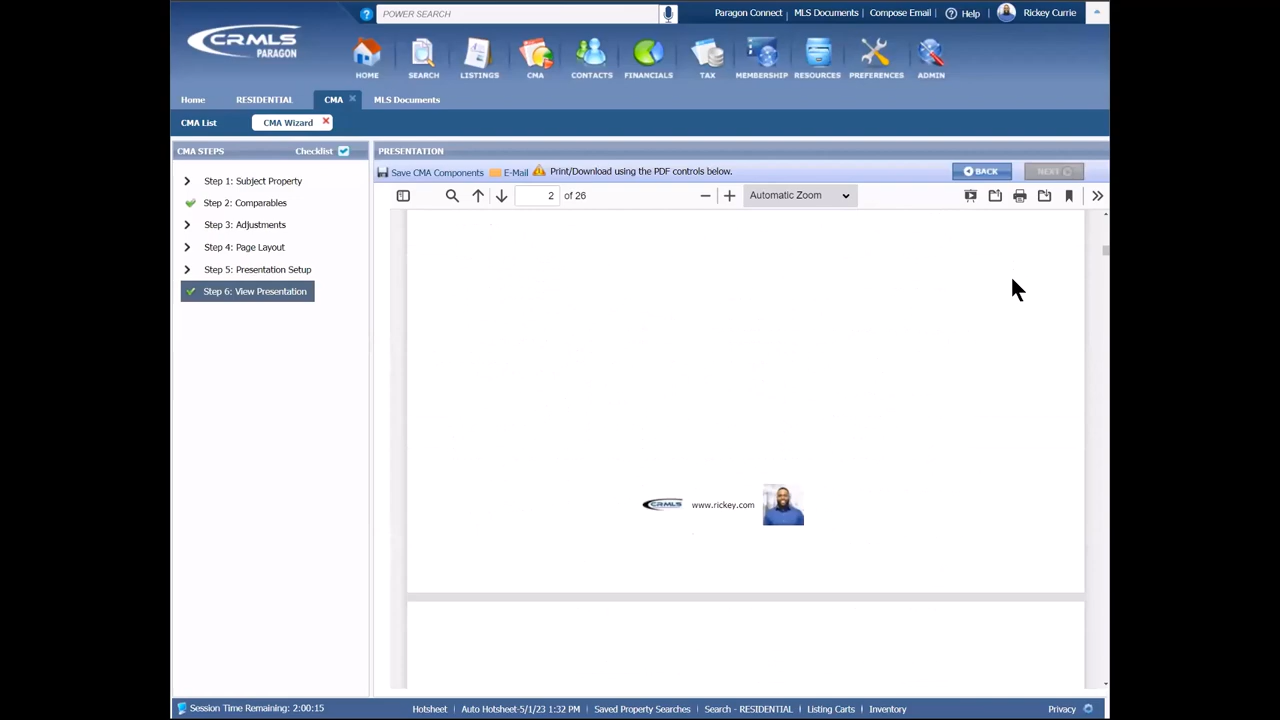 POWER SEARCH
Paragon Connect
MLS Documents
Compose Email
Help
Rickey Currie
CRMLS
PARAGON
HOME
SEARCH
LISTINGS
CMA
CONTACTS
FINANCIALS
TAX
MEMBERSHIP
RESOURCES
PREFERENCES
ADMIN
Home
RESIDENTIAL
CMA
MLS Documents
CMA List
CMA Wizard
CMA STEPS
Checklist
PRESENTATION
Save CMA Components
E-Mail
Print/Download using the PDF controls below.
BACK
NEXT
2 of 26
Automatic Zoom
Step 1: Subject Property
Step 2: Comparables
Step 3: Adjustments
Step 4: Page Layout
Step 5: Presentation Setup
Step 6: View Presentation
CRMLS
www.rickey.com
Session Time Remaining: 2:00:15
Hotsheet
Auto Hotsheet-5/1/23 1:32 PM
Saved Property Searches
Search - RESIDENTIAL
Listing Carts
Inventory
Privacy